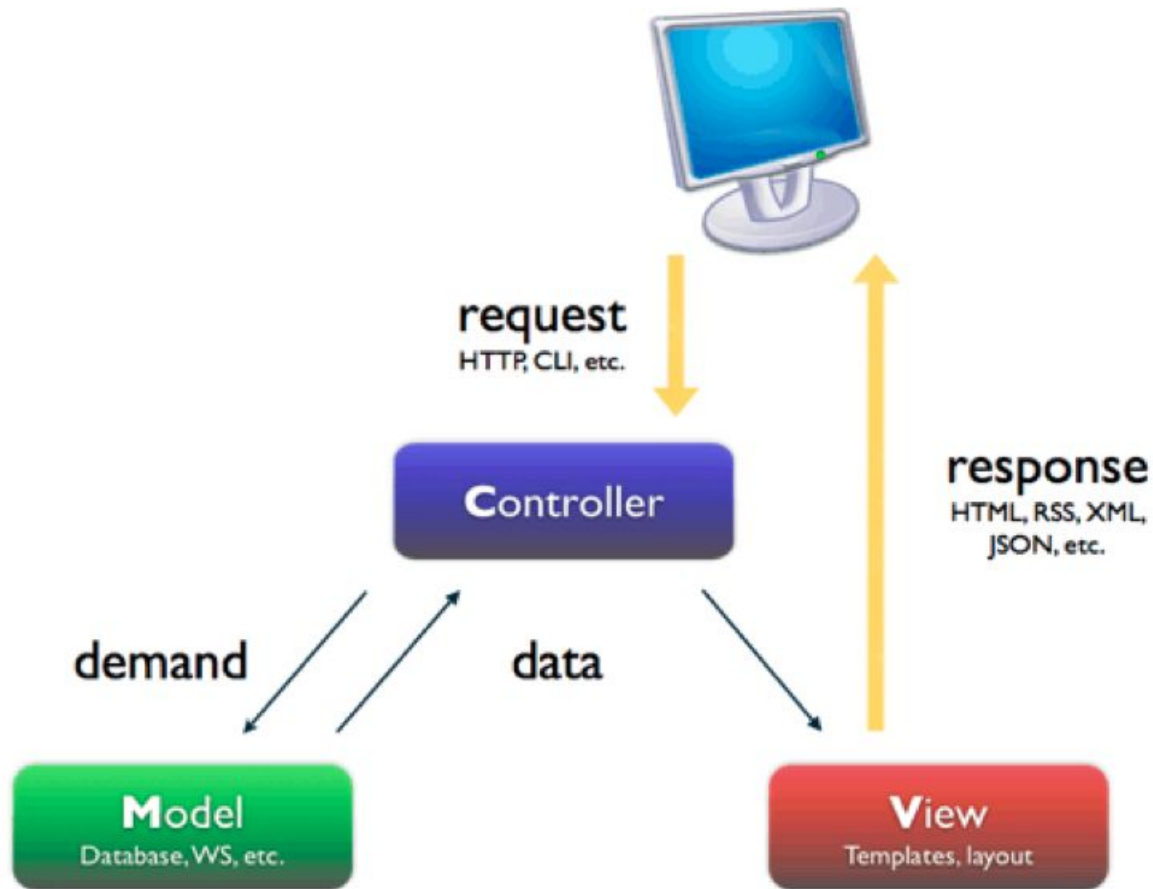 request
HTTP, CLI, etc.
Controller
response
HTML, RSS, XML,
JSON, etc.
demand
data
Model
Database, WS, etc.
View
Templates, layout